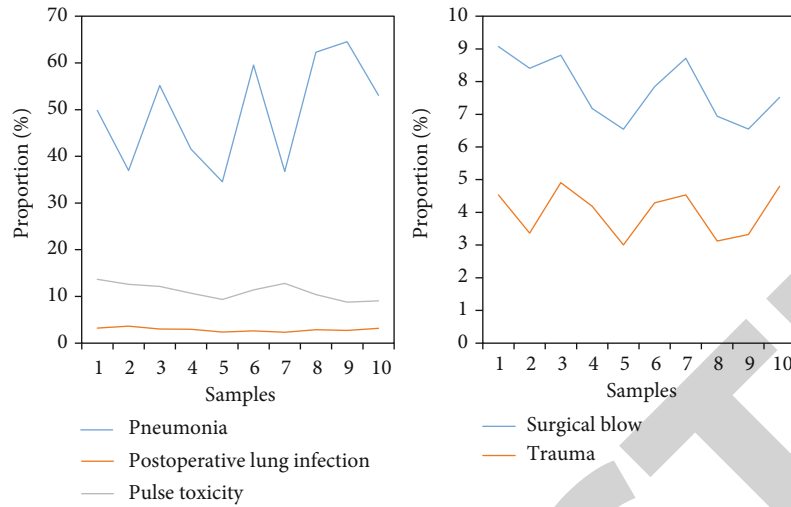 70
60
50
40
30
20
10
0
Proportion (%)
1 2 3 4 5 6 7 8 9 10
Samples
Pneumonia
Postoperative lung infection
Pulse toxicity
10
9
8
7
6
5
4
3
2
1
0
Proportion (%)
1 2 3 4 5 6 7 8 9 10
Samples
Surgical blow
Trauma